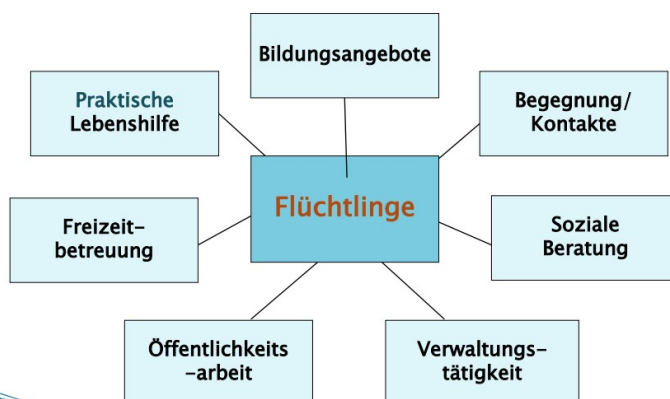 Bildungsangebote
Praktische
Lebenshilfe
Begegnung/
Kontakte
Flüchtlinge
Freizeit-
betreuung
Soziale
Beratung
Öffentlichkeits
-arbeit
Verwaltungs-
tätigkeit